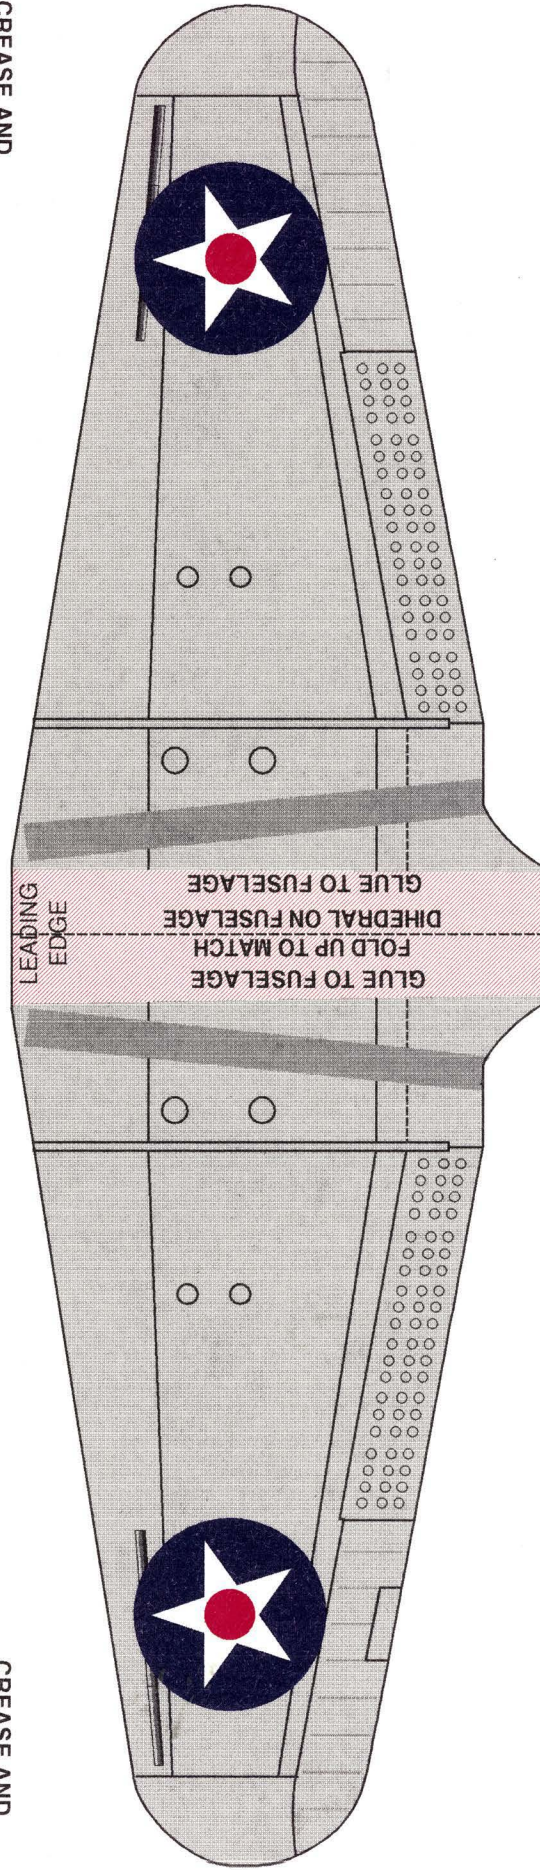 CREASE AND
LEADING
EDGE
GLUE TO FUSELAGE
FOLD UP TO MATCH
DIHEDRAL ON FUSELAGE
GLUE TO FUSELAGE
CREASE AND